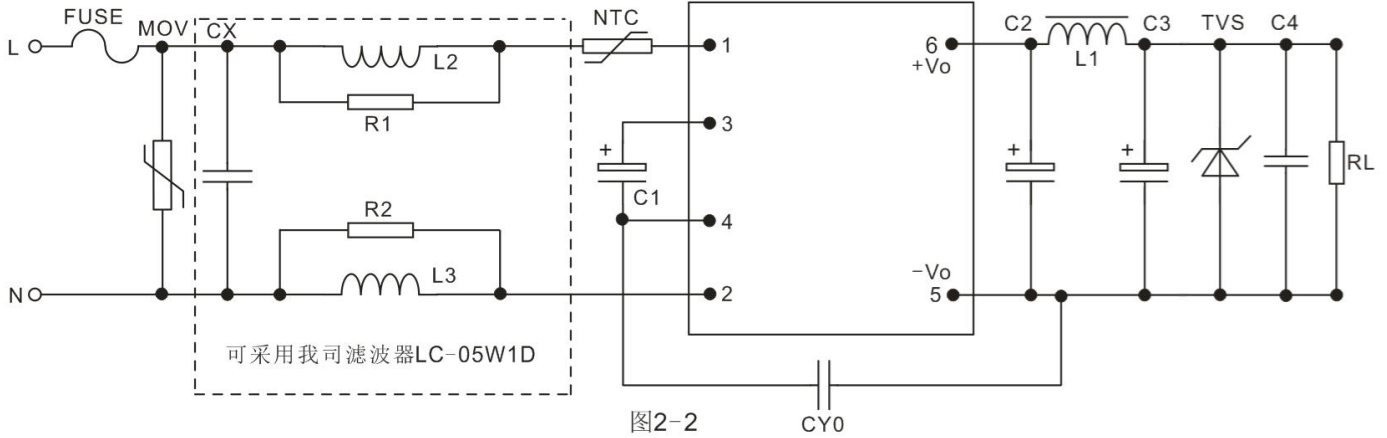 FUSE
L
MOV
CX
L2
R1
NTC
1
3
+
C1
4
R2
L3
N
2
可采用我司滤波器LC-05W1D
6
+Vo
-Vo
5
C2
L1
C3
TVS
C4
+
+
RL
CY0
图2-2